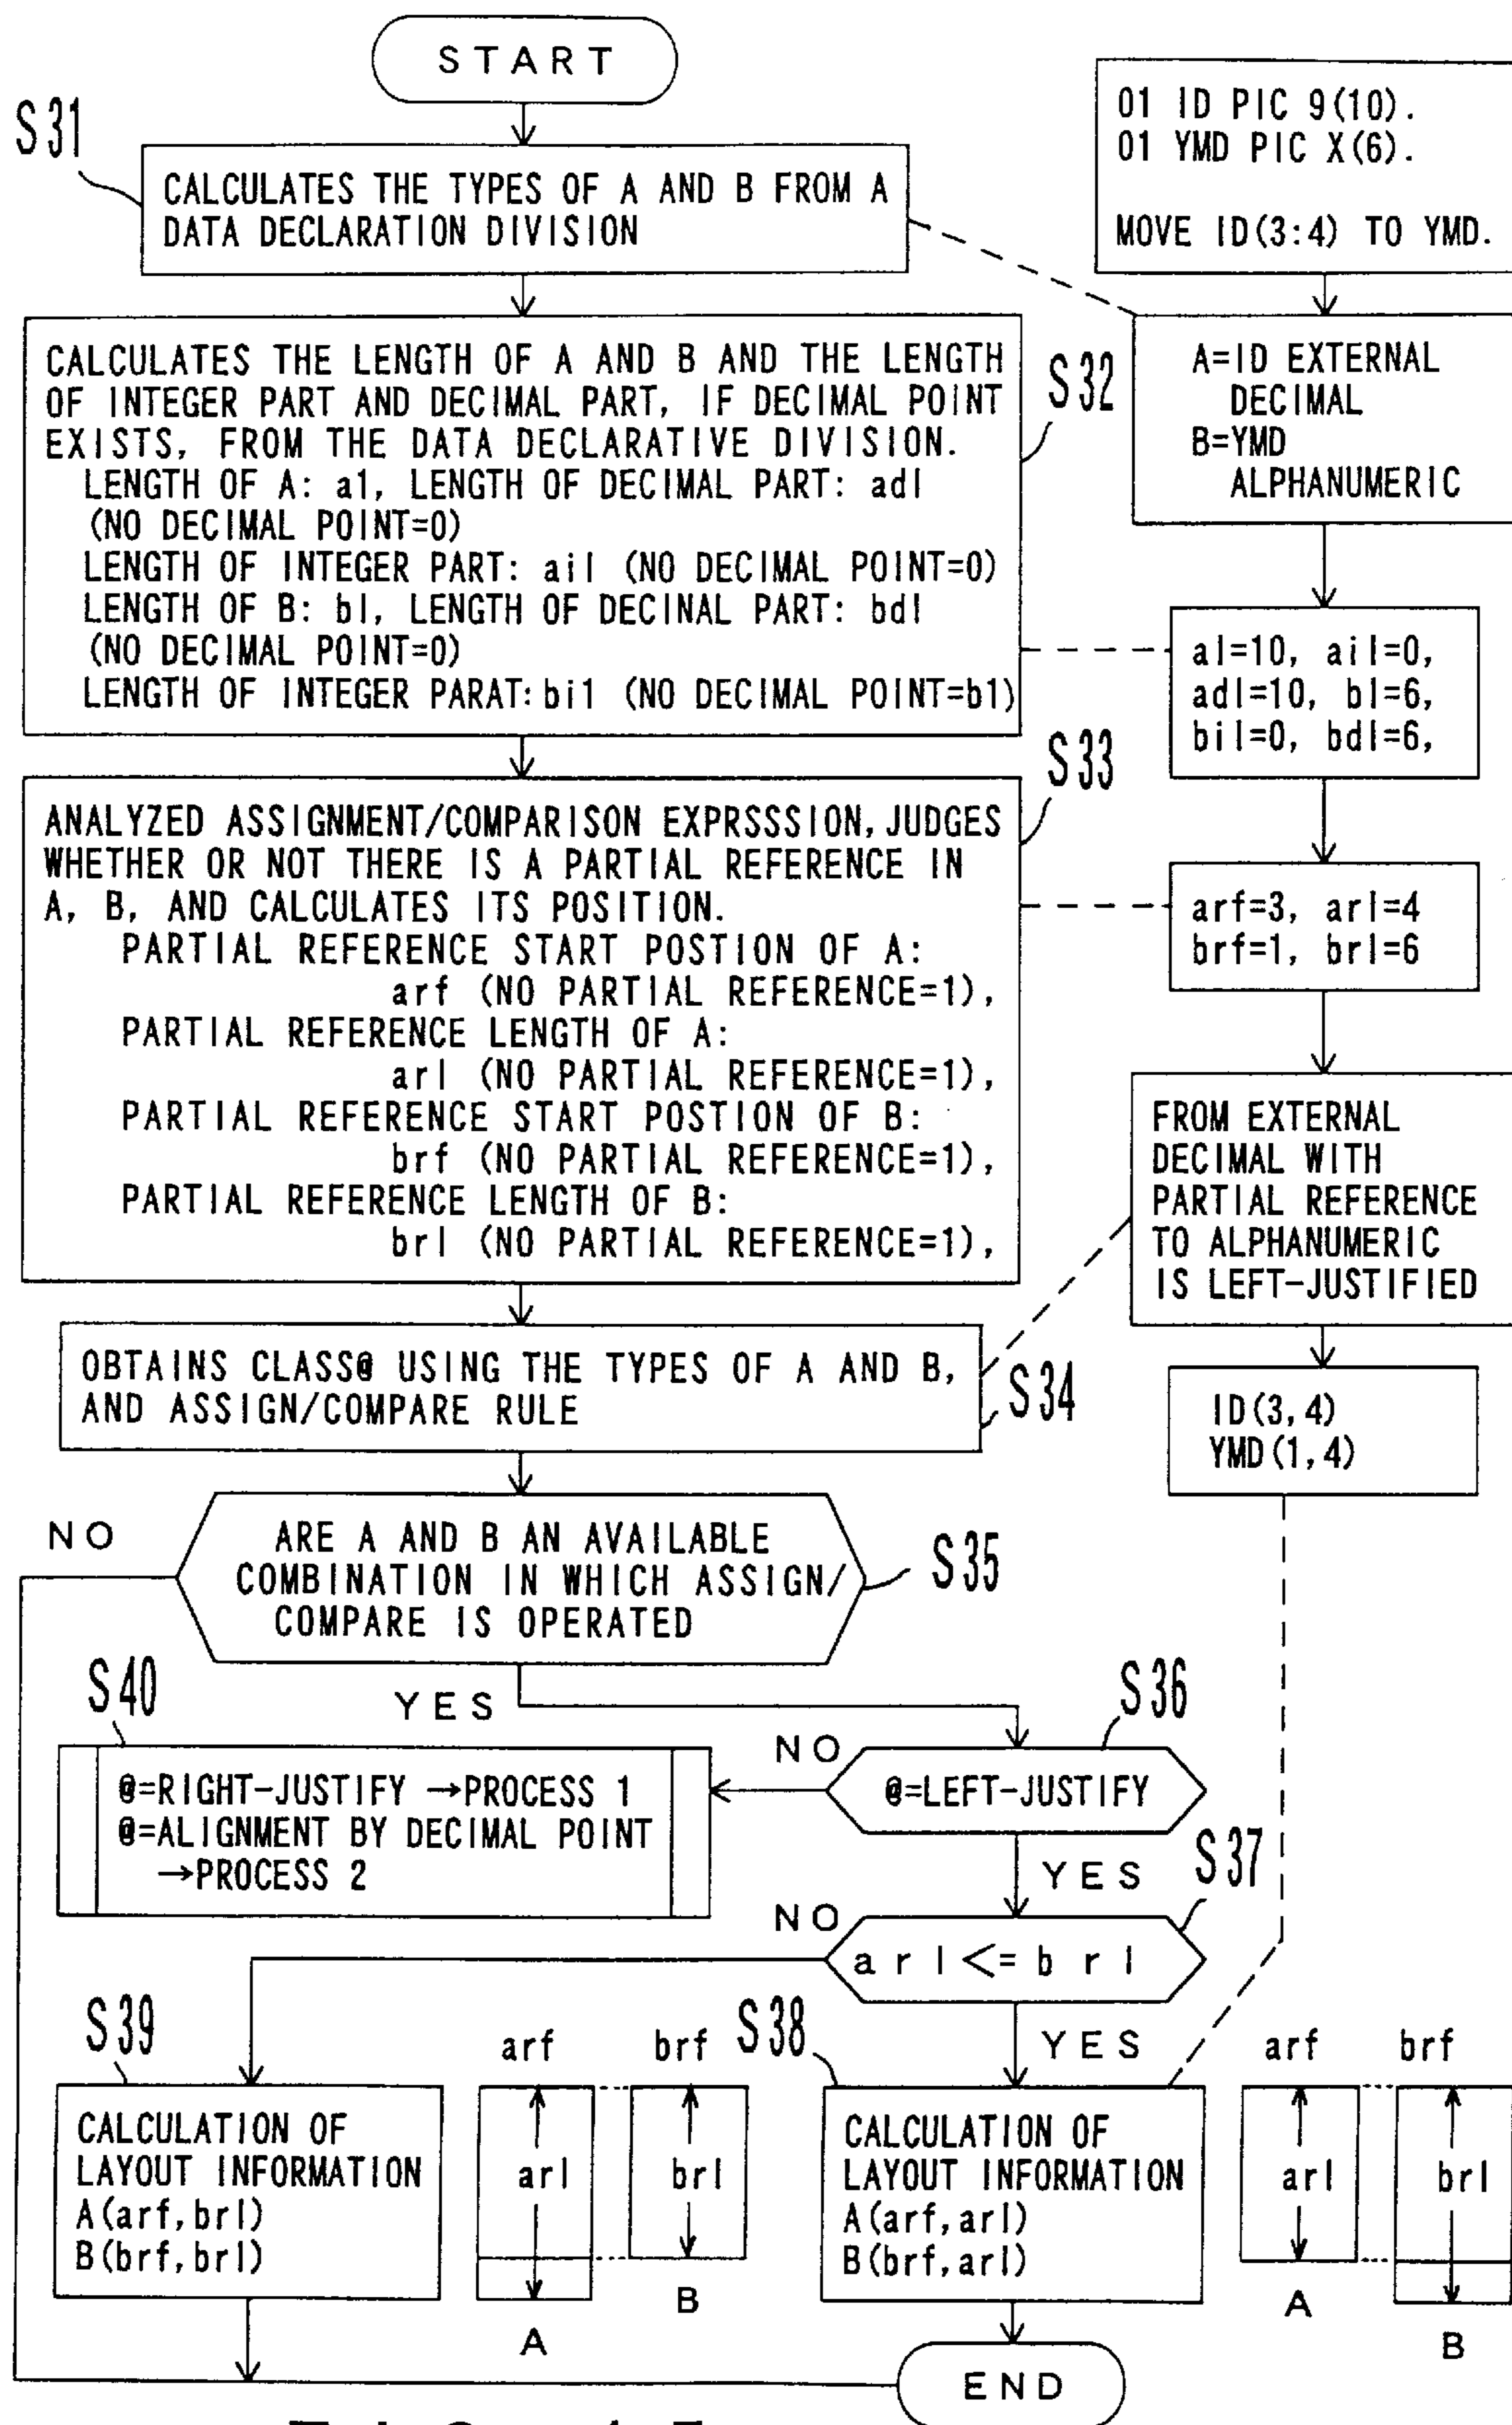 START
S31
CALCULATES THE TYPES OF A AND B FROM A
DATA DECLARATION DIVISION
01 ID PIC 9(10).
01 YMD PIC X(6).
MOVE ID(3:4) TO YMD.
CALCULATES THE LENGTH OF A AND B AND THE LENGTH
OF INTEGER PART AND DECIMAL PART, IF DECIMAL POINT
EXISTS, FROM THE DATA DECLARATIVE DIVISION.
LENGTH OF A: a1, LENGTH OF DECIMAL PART: adl
(NO DECIMAL POINT=0)
LENGTH OF INTEGER PART: ail (NO DECIMAL POINT=0)
LENGTH OF B: bl, LENGTH OF DECINAL PART: bdl
(NO DECIMAL POINT=0)
LENGTH OF INTEGER PARAT:bi1 (NO DECIMAL POINT=b1)
S32
A=ID EXTERNAL
DECIMAL
B=YMD
ALPHANUMERIC
al=10, ail=0,
adl=10, bl=6,
bil=0, bdl=6,
S33
ANALYZED ASSIGNMENT/COMPARISON EXPRSSSION, JUDGES
WHETHER OR NOT THERE IS A PARTIAL REFERENCE IN
A, B, AND CALCULATES ITS POSITION.
PARTIAL REFERENCE START POSTION OF A:
arf (NO PARTIAL REFERENCE=1),
PARTIAL REFERENCE LENGTH OF A:
arl (NO PARTIAL REFERENCE=1),
PARTIAL REFERENCE START POSTION OF B:
brf (NO PARTIAL REFERENCE=1),
PARTIAL REFERENCE LENGTH OF B:
brl (NO PARTIAL REFERENCE=1),
arf=3, arl=4
brf=1, brl=6
FROM EXTERNAL
DECIMAL WITH
PARTIAL REFERENCE
TO ALPHANUMERIC
IS LEFT-JUSTIFIED
OBTAINS CLASS@ USING THE TYPES OF A AND B,
AND ASSIGN/COMPARE RULE
S34
ID(3,4)
YMD(1,4)
NO
ARE A AND B AN AVAILABLE
COMBINATION IN WHICH ASSIGN/
COMPARE IS OPERATED
S35
YES
S40
@=RIGHT-JUSTIFY →PROCESS 1
@=ALIGNMENT BY DECIMAL POINT
→PROCESS 2
NO
S36
@=LEFT-JUSTIFY
YES
S37
NO
arl<=brl
YES
S39
CALCULATION OF
LAYOUT INFORMATION
A(arf,brl)
B(brf,brl)
arf brf
arl brl
B
A
S38
CALCULATION OF
LAYOUT INFORMATION
A(arf,arl)
B(brf,arl)
arf brf
arl brl
A
B
END